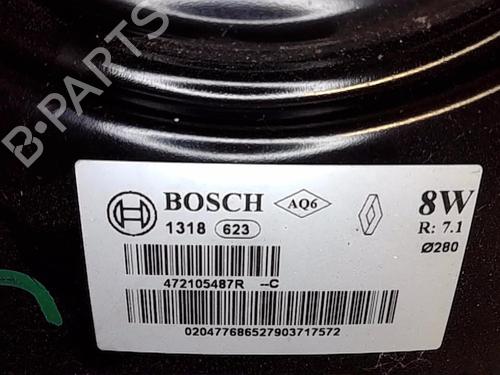 B-PARTS
BOSCH
AQ6
8W
1318 623
R: 7.1
Ø280
472105487R --C
020477686527903717572